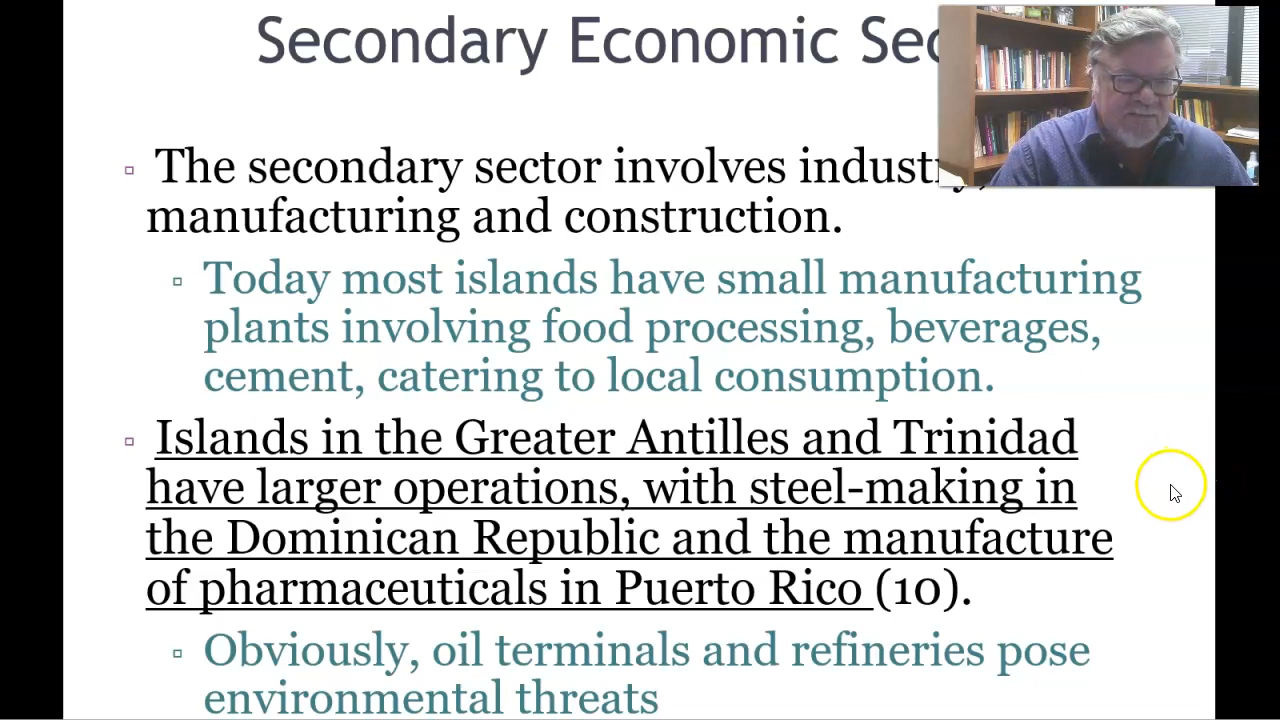 Secondary Economic
The secondary sector involves
manufacturing and construction.
Today most islands have small manufacturing
plants involving food processing, beverages,
cement, catering to local consumption.
Islands in the Greater Antilles and Trinidad
have larger operations, with steel-making in
the Dominican Republic and the manufacture
of pharmaceuticals in Puerto Rico (10).
Obviously, oil terminals and refineries pose
environmental threats